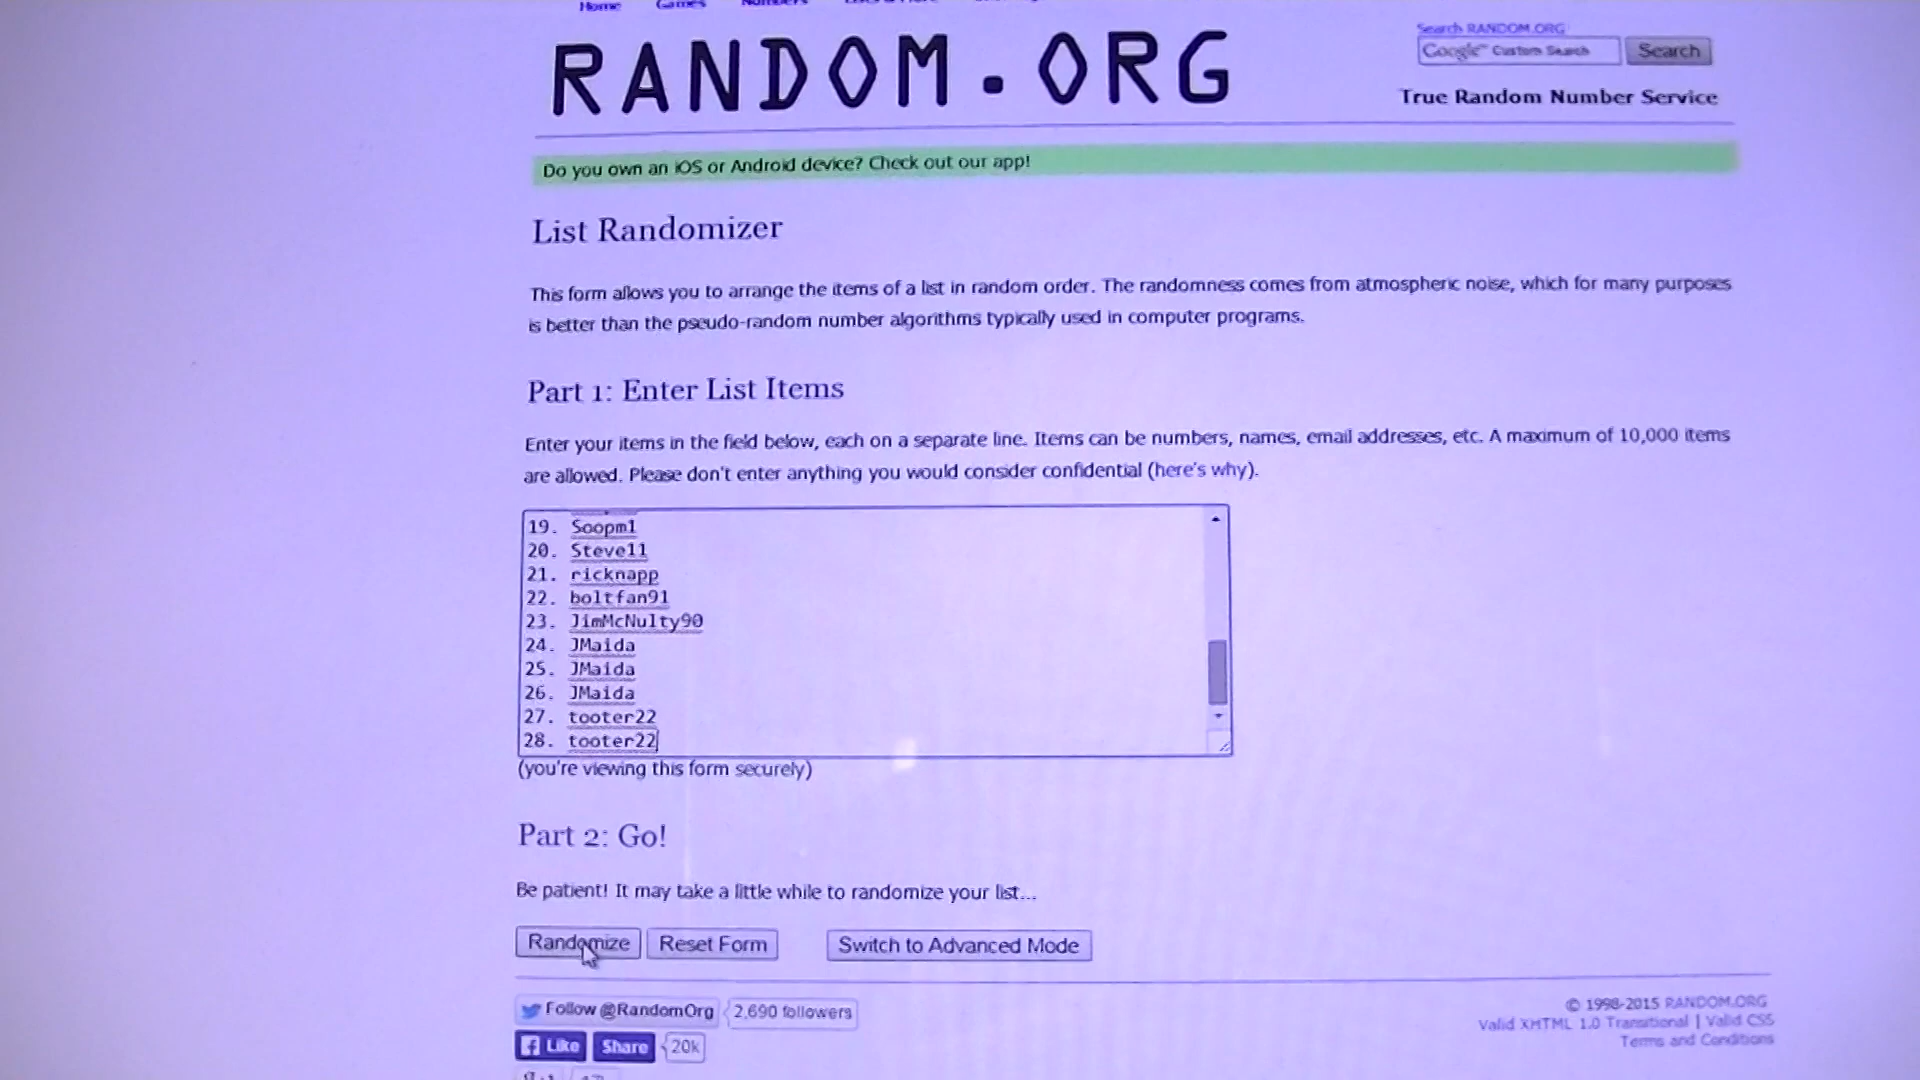 Home Games
RANDOM.ORG
Search RANDOM.ORG
Google™ Custom Search Search
True Random Number Service
Do you own an iOS or Android device? Check out our app!
List Randomizer
This form allows you to arrange the items of a list in random order. The randomness comes from atmospheric noise, which for many purposes
is better than the pseudo-random number algorithms typically used in computer programs.
Part 1: Enter List Items
Enter your items in the field below, each on a separate line. Items can be numbers, names, email addresses, etc. A maximum of 10,000 items
are allowed. Please don't enter anything you would consider confidential (here's why).
19. Soopm1
20. Steve11
21. ricknapp
22. boltfan91
23. JimMcNulty90
24. JMaida
25. JMaida
26. JMaida
27. tooter22
28. tooter22
(you're viewing this form securely)
Part 2: Go!
Be patient! It may take a little while to randomize your list...
Randomize Reset Form Switch to Advanced Mode
Follow @RandomOrg 2,690 followers
Like Share 20k
© 1998-2015 RANDOM.ORG
Valid XHTML 1.0 Transitional | Valid CSS
Terms and Conditions